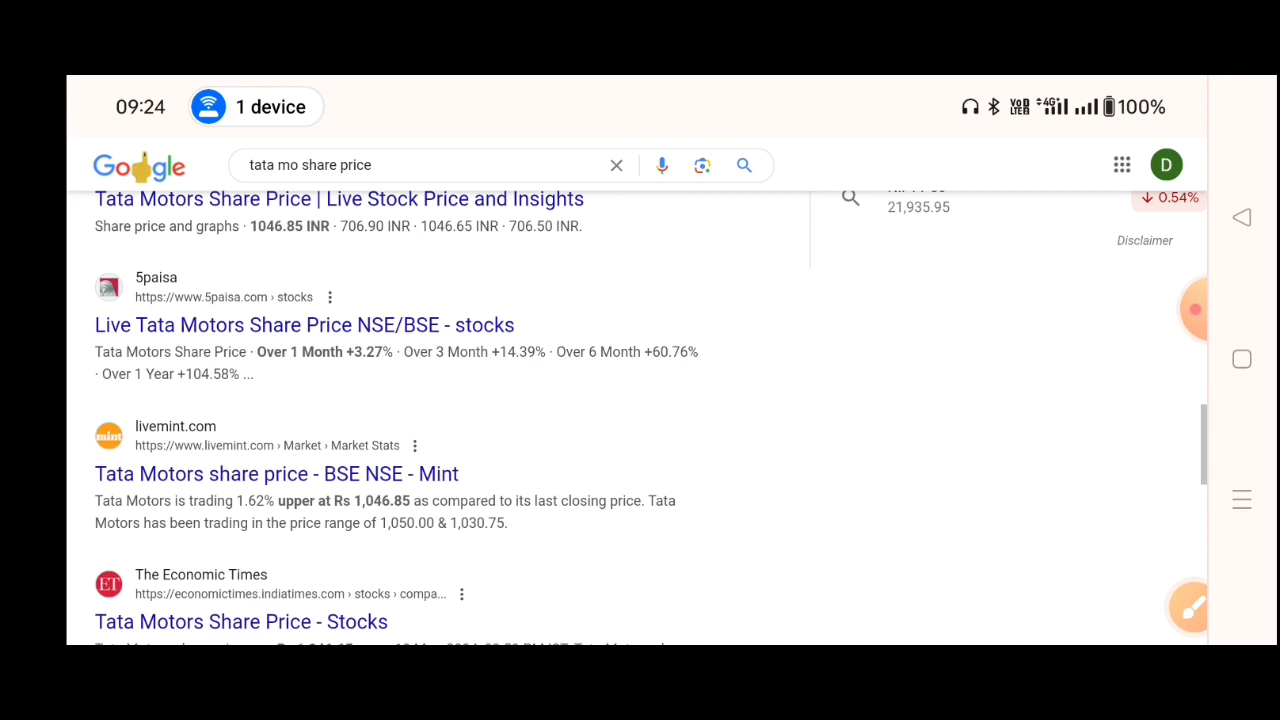 09:24
1 device
VoD LTE 4G 100%
Google
tata mo share price
D
Tata Motors Share Price | Live Stock Price and Insights
Share price and graphs · 1046.85 INR · 706.90 INR · 1046.65 INR · 706.50 INR.
21,935.95
↓ 0.54%
Disclaimer
5paisa
https://www.5paisa.com › stocks
Live Tata Motors Share Price NSE/BSE - stocks
Tata Motors Share Price · Over 1 Month +3.27% · Over 3 Month +14.39% · Over 6 Month +60.76%
· Over 1 Year +104.58% ...
mint
livemint.com
https://www.livemint.com › Market › Market Stats
Tata Motors share price - BSE NSE - Mint
Tata Motors is trading 1.62% upper at Rs 1,046.85 as compared to its last closing price. Tata
Motors has been trading in the price range of 1,050.00 & 1,030.75.
ET
The Economic Times
https://economictimes.indiatimes.com › stocks › compa...
Tata Motors Share Price - Stocks